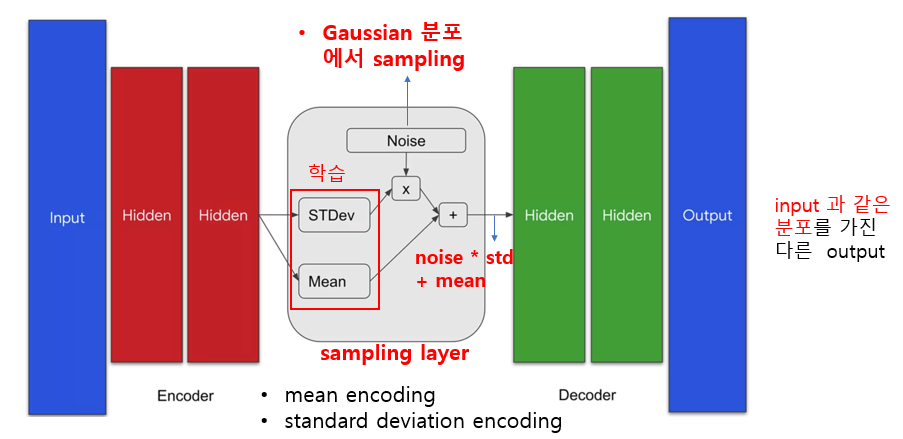 • Gaussian 분포
에서 sampling
Noise
학습
x
STDev
+
Input
Hidden
Hidden
Hidden
Hidden
Output
input 과 같은
분포를 가진
다른 output
noise * std
+ mean
Mean
sampling layer
Encoder
• mean encoding
• standard deviation encoding
Decoder